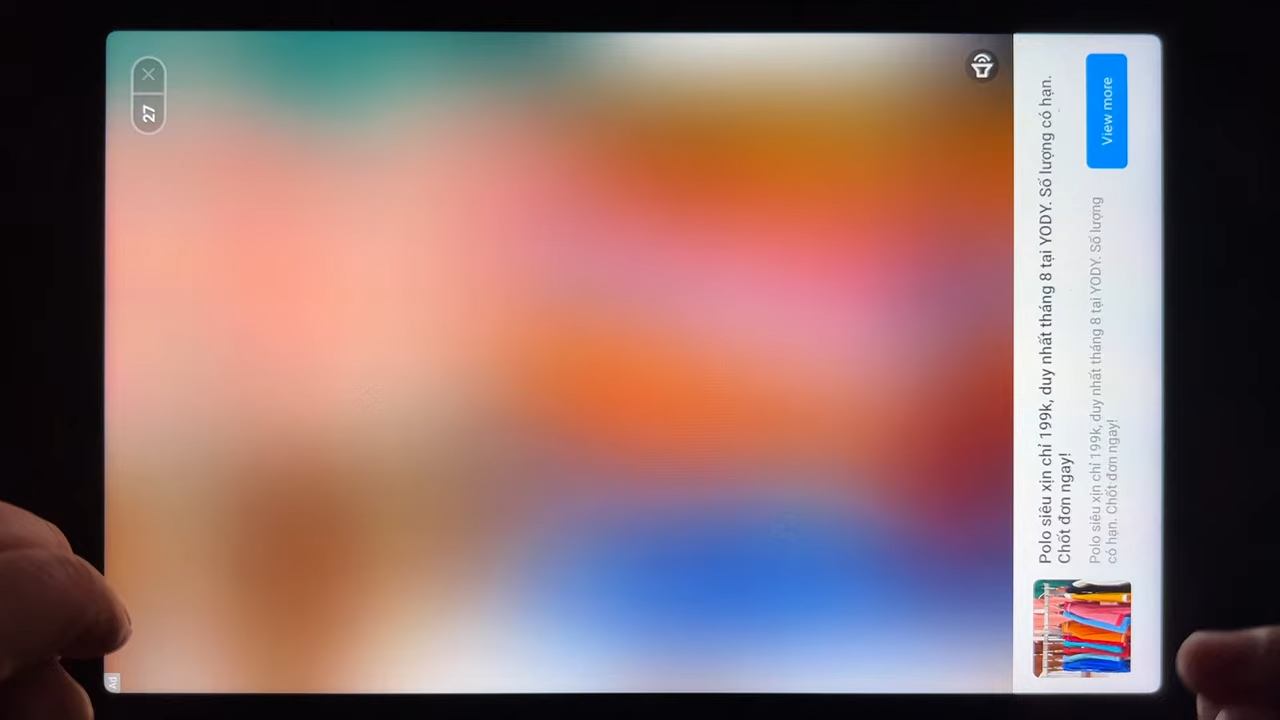 27
Polo siêu xịn chỉ 199k, duy nhất tháng 8 tại YODY. Số lượng có hạn.
Chốt đơn ngay!
Polo siêu xịn chỉ 199k, duy nhất tháng 8 tại YODY. Số lượng
có hạn. Chốt đơn ngay!
View more
Ad